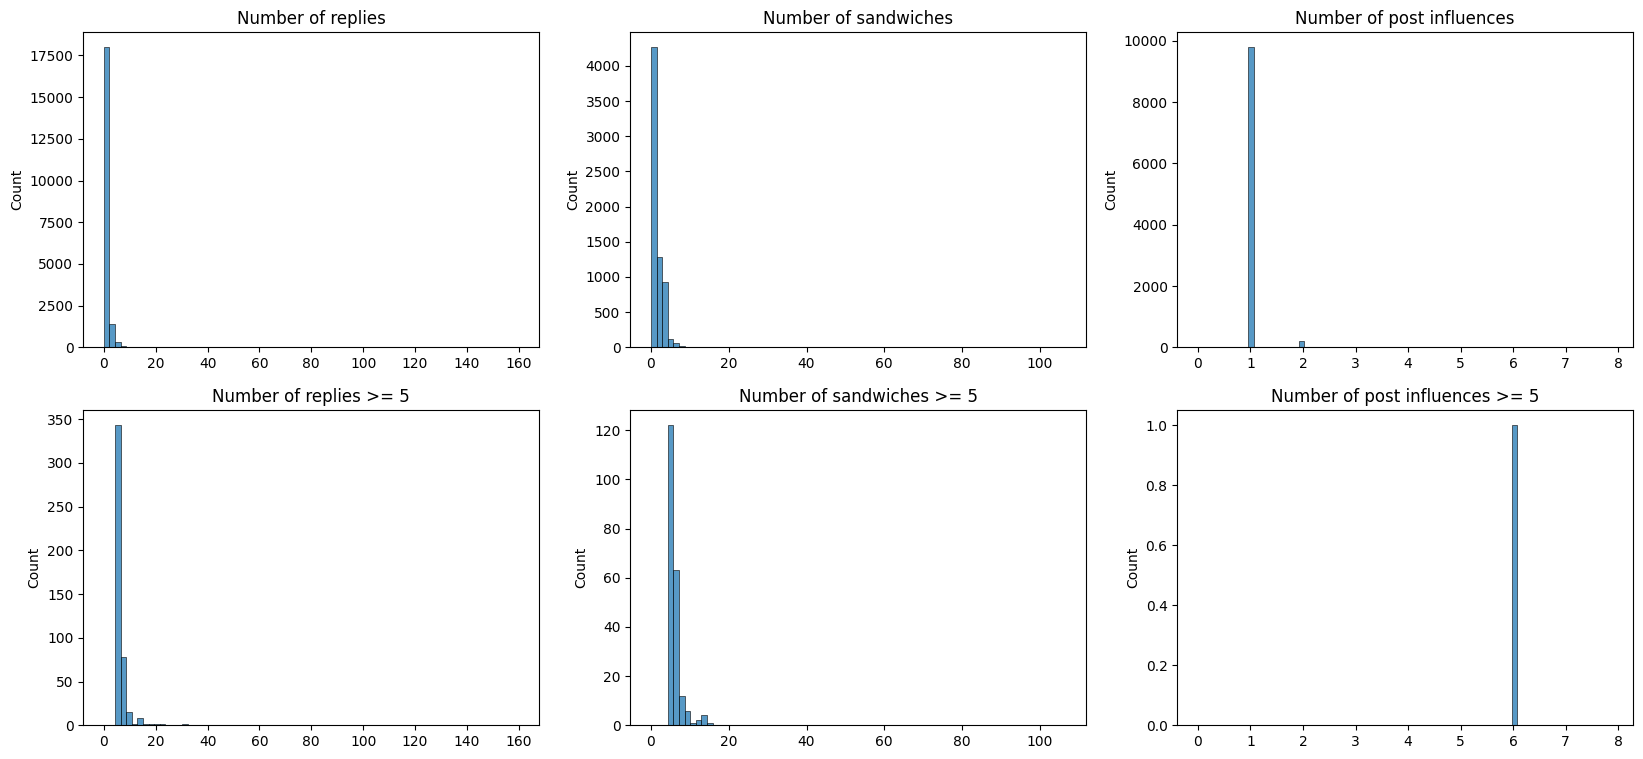 Number of replies
Count
17500
15000
12500
10000
7500
5000
2500
0
0 20 40 60 80 100 120 140 160
Number of sandwiches
Count
4000
3500
3000
2500
2000
1500
1000
500
0
0 20 40 60 80 100
Number of post influences
Count
10000
8000
6000
4000
2000
0
0 1 2 3 4 5 6 7 8
Number of replies >= 5
Count
350
300
250
200
150
100
50
0
0 20 40 60 80 100 120 140 160
Number of sandwiches >= 5
Count
120
100
80
60
40
20
0
0 20 40 60 80 100
Number of post influences >= 5
Count
1.0
0.8
0.6
0.4
0.2
0.0
0 1 2 3 4 5 6 7 8